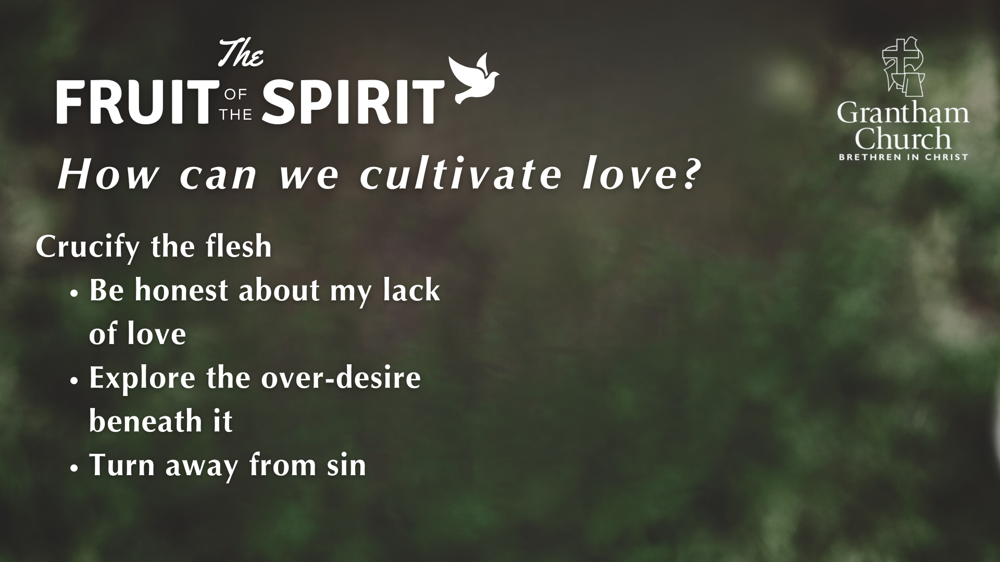 The
FRUIT OF THE SPIRIT
Grantham
Church
BRETHREN IN CHRIST
How can we cultivate love?
Crucify the flesh
• Be honest about my lack
of love
• Explore the over-desire
beneath it
• Turn away from sin